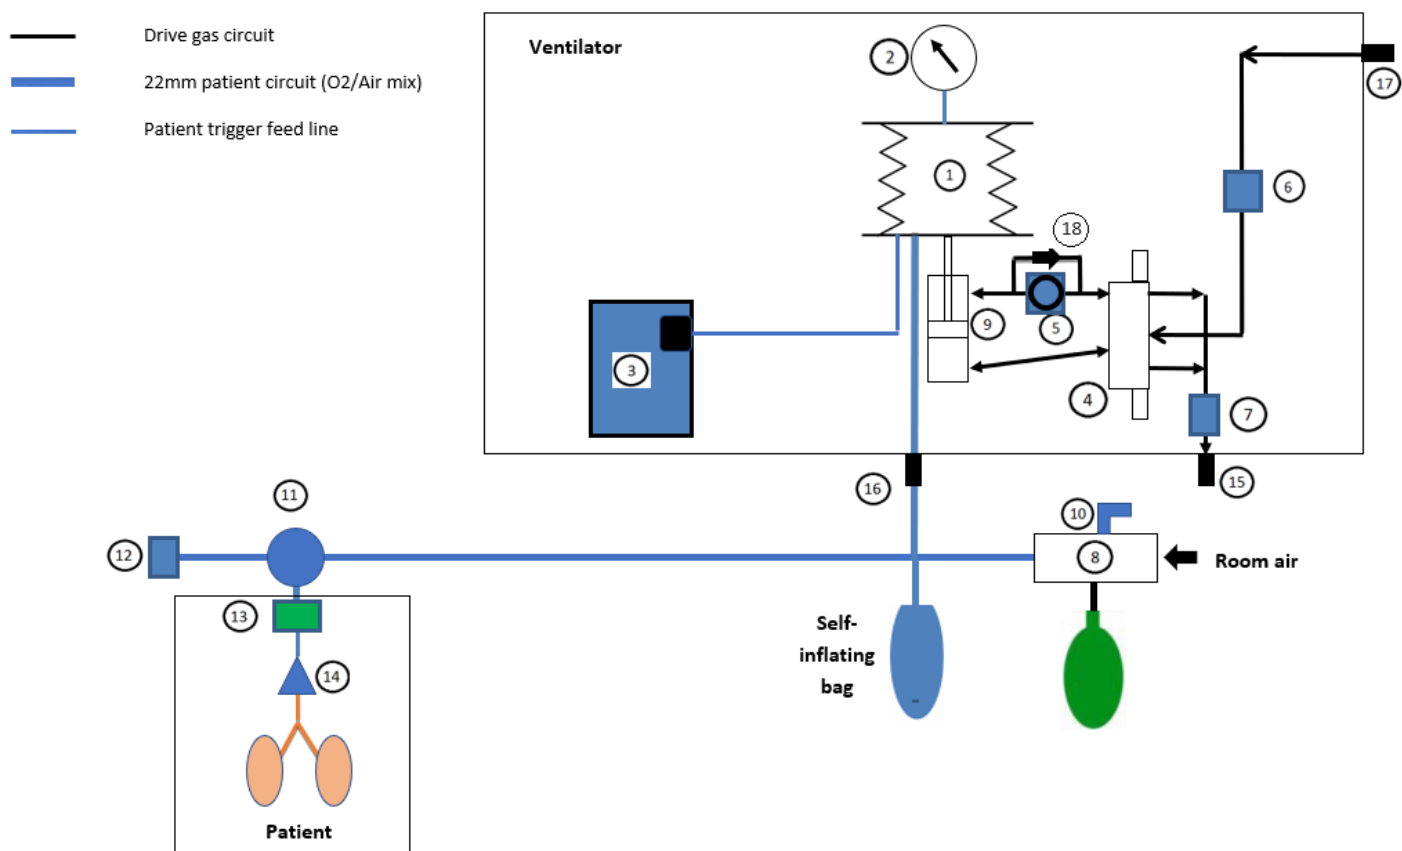 Drive gas circuit
22mm patient circuit (O2/Air mix)
Patient trigger feed line
Ventilator
2
17
1
6
18
9
5
3
4
7
16
15
11
10
12
8
Room air
13
Self-
inflating
bag
14
Patient